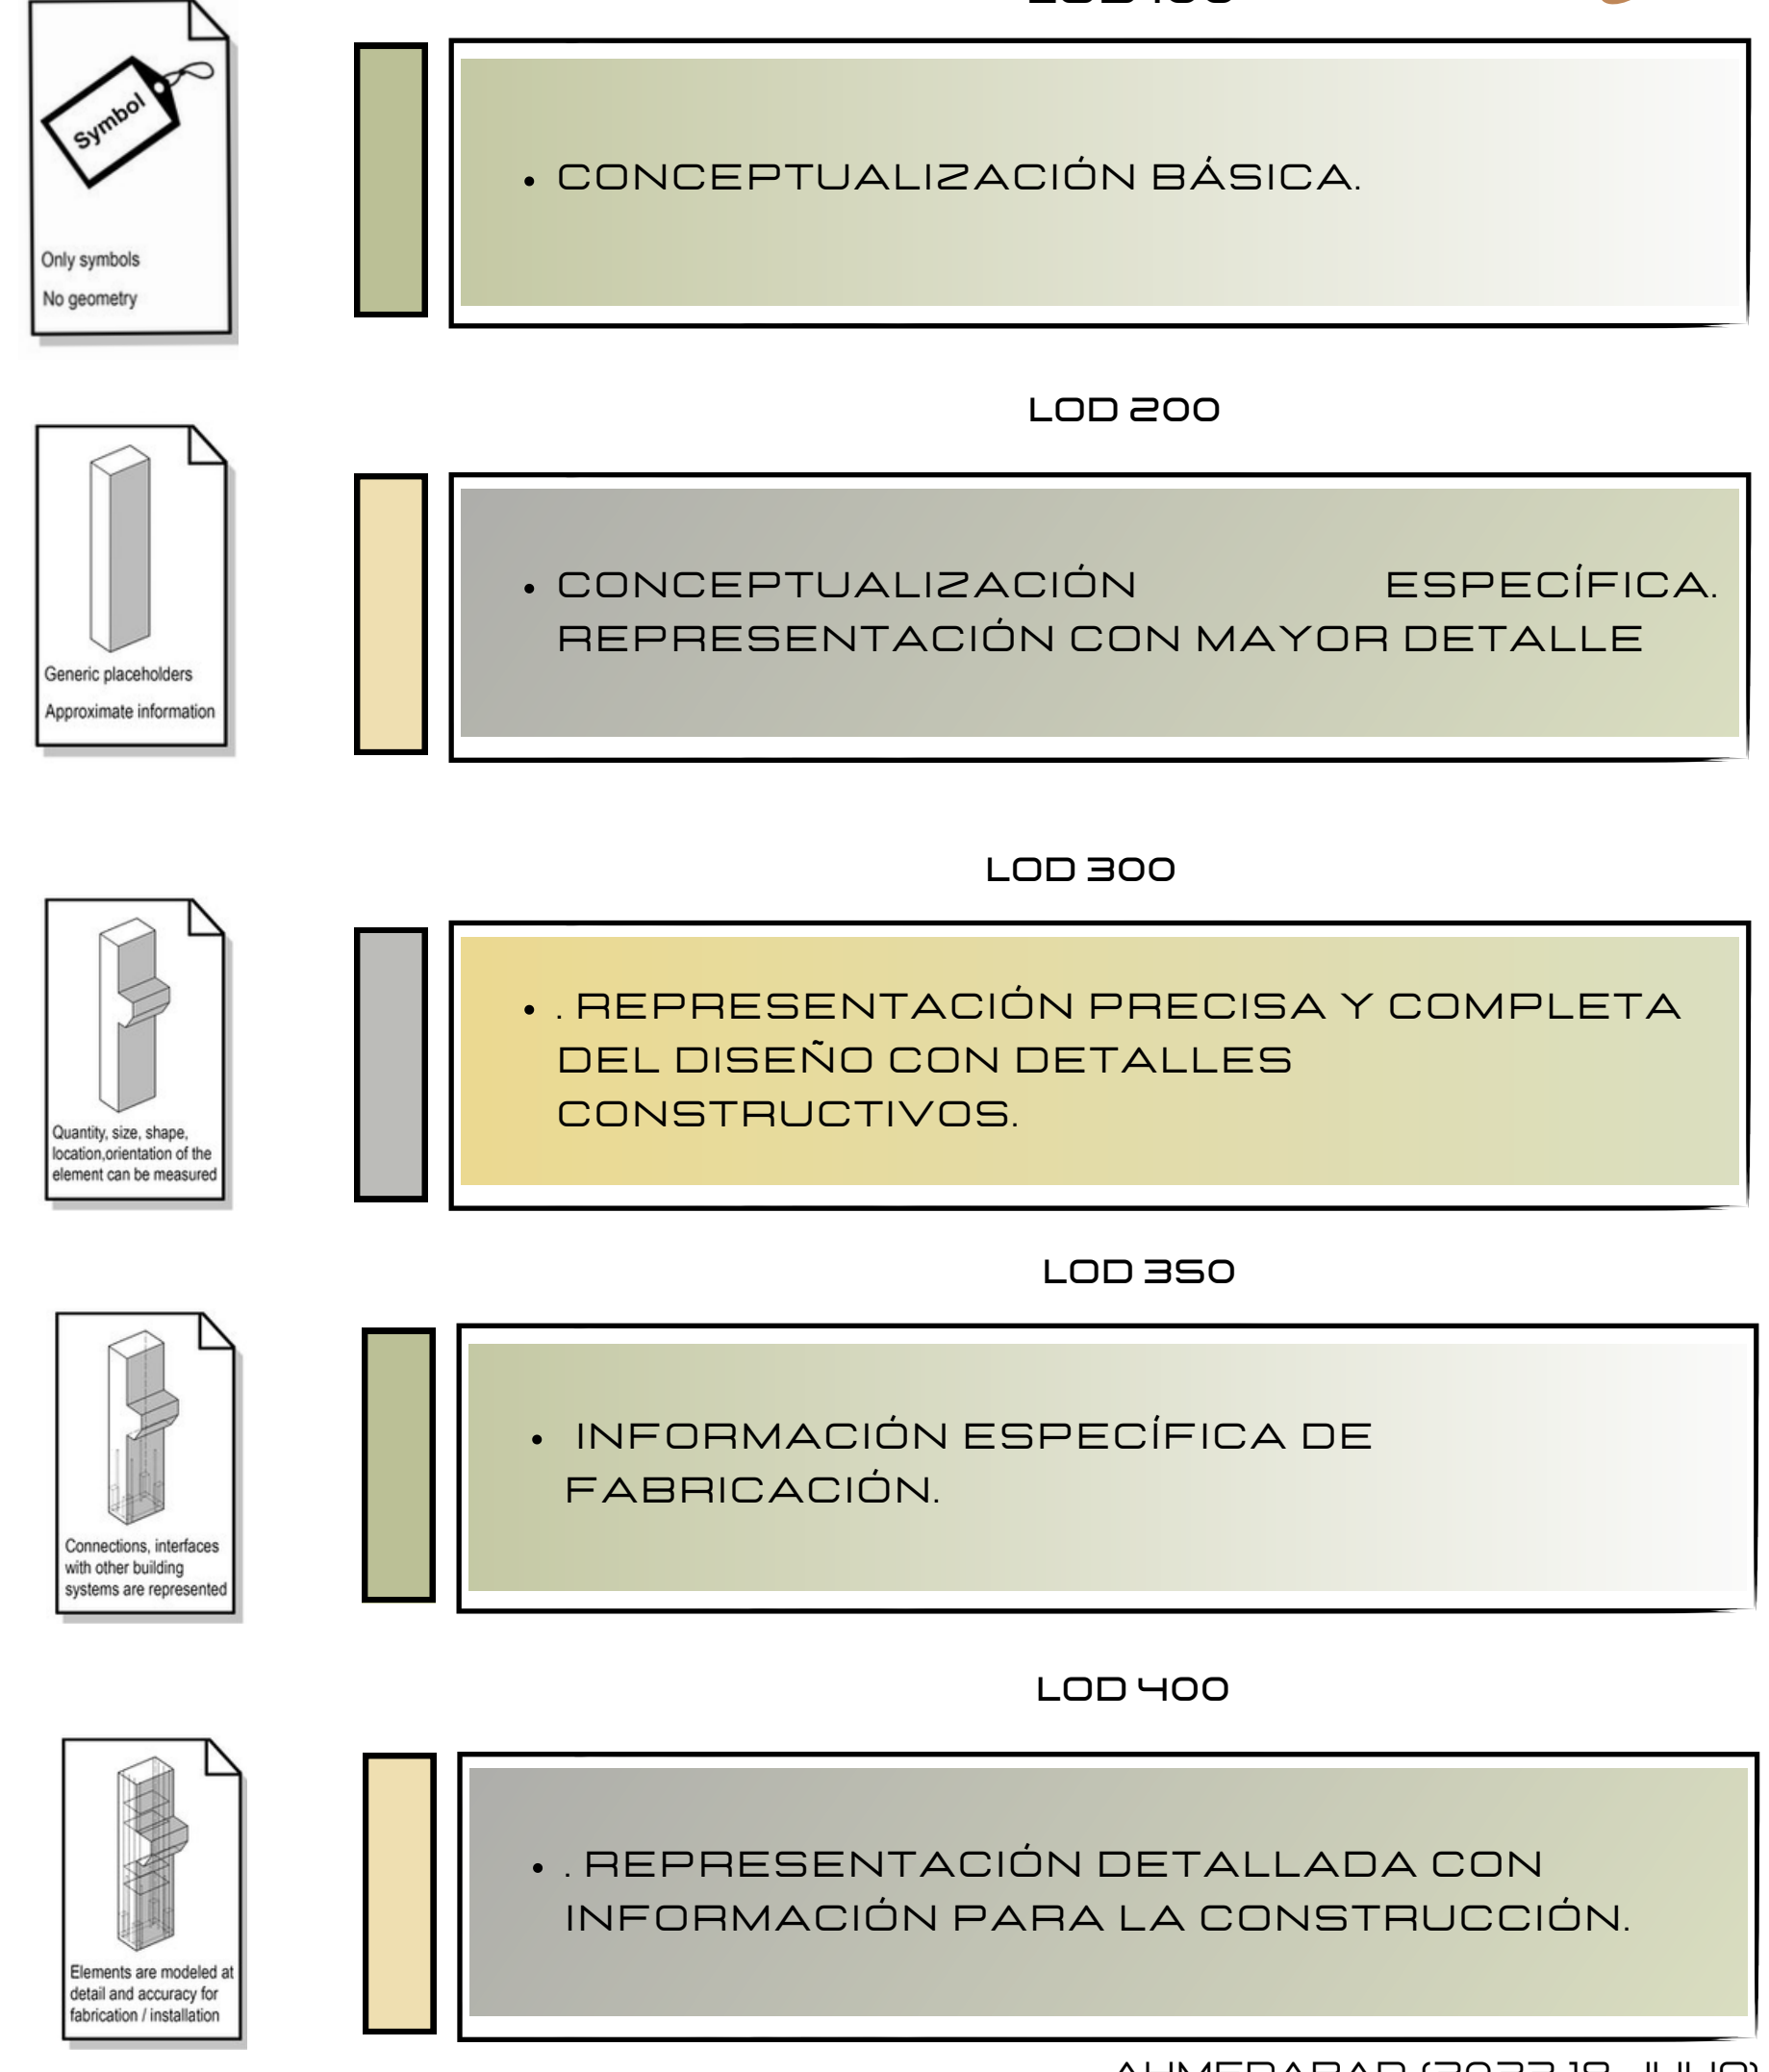 LOD 100
Symbol
Only symbols
No geometry
• CONCEPTUALIZACIÓN BÁSICA.
LOD 200
Generic placeholders
Approximate information
• CONCEPTUALIZACIÓN ESPECÍFICA.
REPRESENTACIÓN CON MAYOR DETALLE
LOD 300
Quantity, size, shape,
location,orientation of the
element can be measured
• . REPRESENTACIÓN PRECISA Y COMPLETA
DEL DISEÑO CON DETALLES
CONSTRUCTIVOS.
LOD 350
Connections, interfaces
with other building
systems are represented
• INFORMACIÓN ESPECÍFICA DE
FABRICACIÓN.
LOD 400
Elements are modeled at
detail and accuracy for
fabrication / installation
• . REPRESENTACIÓN DETALLADA CON
INFORMACIÓN PARA LA CONSTRUCCIÓN.